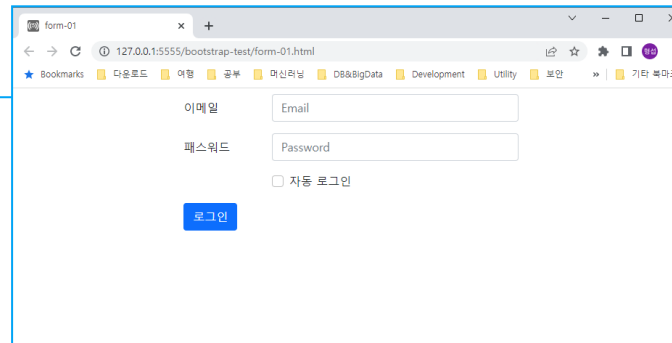 form-01
127.0.0.1:5555/bootstrap-test/form-01.html
Bookmarks 다운로드 여행 공부 머신러닝 DB&BigData Development Utility 보안 » 기타 북마크
이메일 Email
패스워드 Password
자동 로그인
로그인